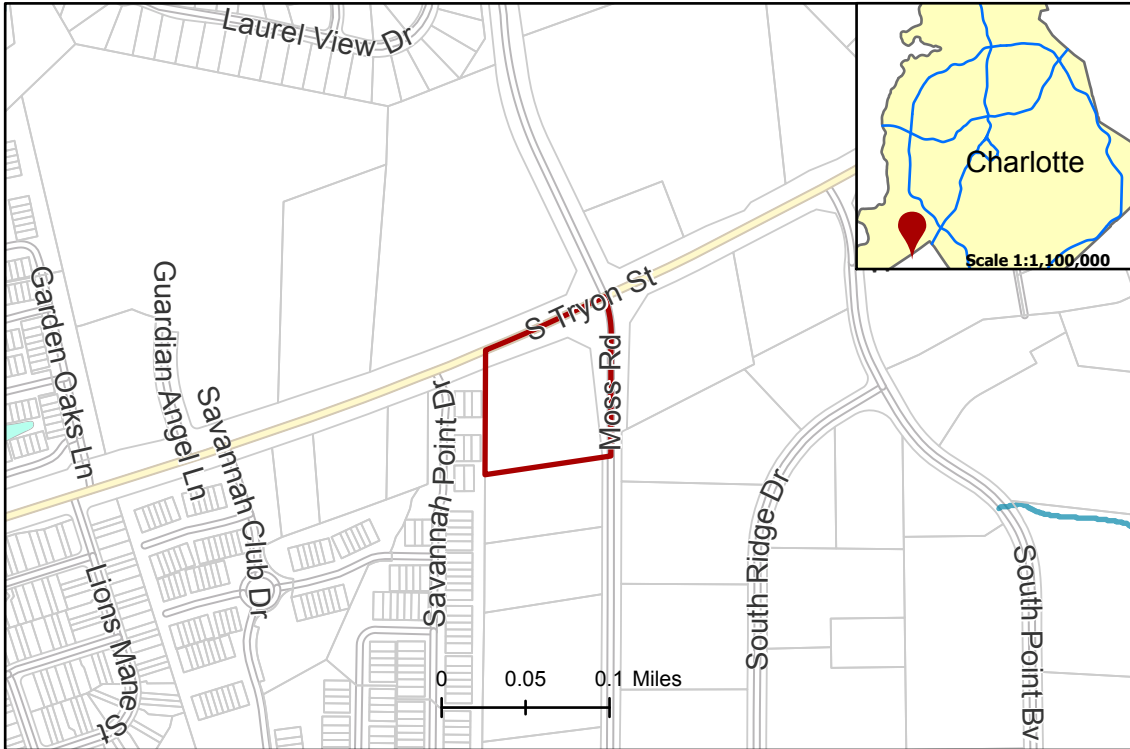 Laurel View Dr
Charlotte
Scale 1:1,100,000
S Tryon St
Moss Rd
Garden Oaks Ln
Guardian Angel Ln
Savannah Club Dr
Savannah Point Dr
Lions Mane St
South Ridge Dr
South Point Bv
0 0.05 0.1 Miles